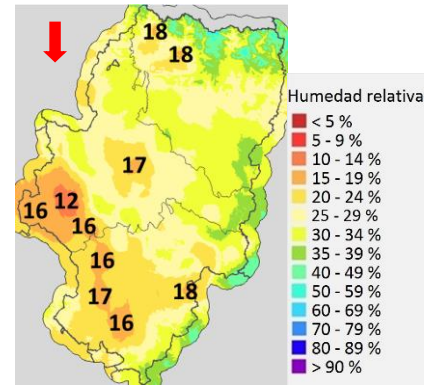 18
18
Humedad relativa
< 5 %
5 - 9 %
10 - 14 %
15 - 19 %
20 - 24 %
25 - 29 %
30 - 34 %
35 - 39 %
40 - 49 %
50 - 59 %
60 - 69 %
70 - 79 %
80 - 89 %
> 90 %
17
12
16
16
16
17
18
16